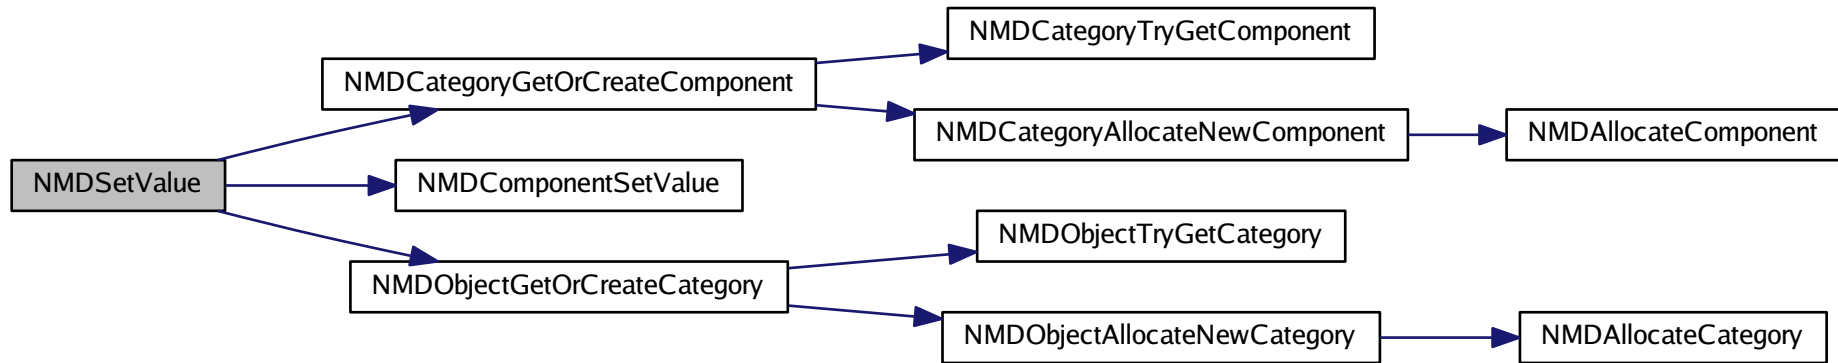 NMDCategoryTryGetComponent
NMDCategoryGetOrCreateComponent
NMDCategoryAllocateNewComponent
NMDAllocateComponent
NMDSetValue
NMDComponentSetValue
NMDObjectTryGetCategory
NMDObjectGetOrCreateCategory
NMDObjectAllocateNewCategory
NMDAllocateCategory